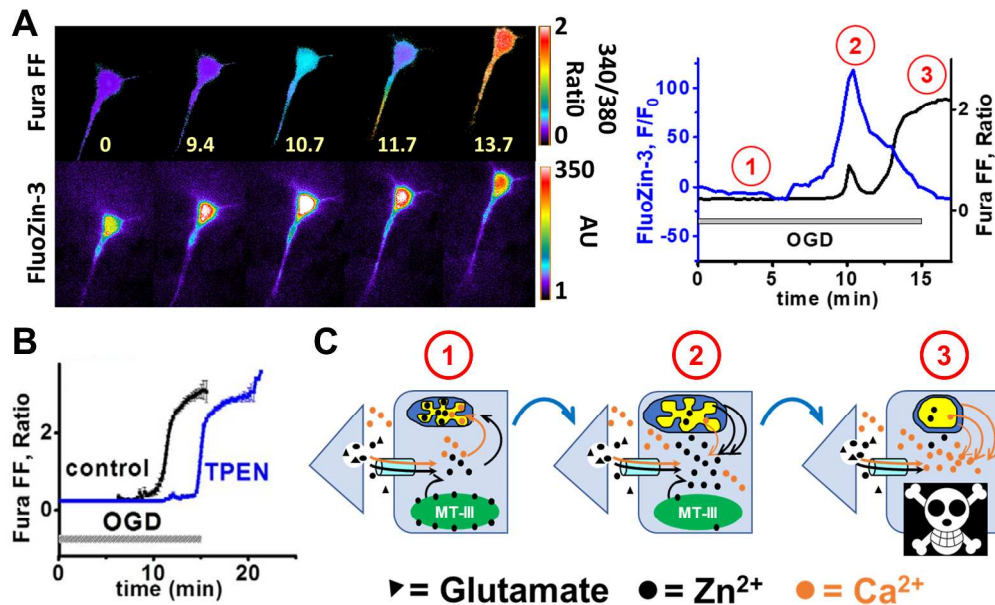 A
Fura FF
0
9.4
10.7
11.7
13.7
2
0
340/380
Rati0
FluoZin-3
350
1
AU
FluoZin-3, F/F0
100
50
0
-50
1
2
3
OGD
2
0
Fura FF, Ratio
0
5
10
15
time (min)
B
Fura FF, Ratio
2
0
control
TPEN
OGD
0
10
20
time (min)
C
1
2
3
MT-III
MT-III
= Glutamate
= Zn2+
= Ca2+